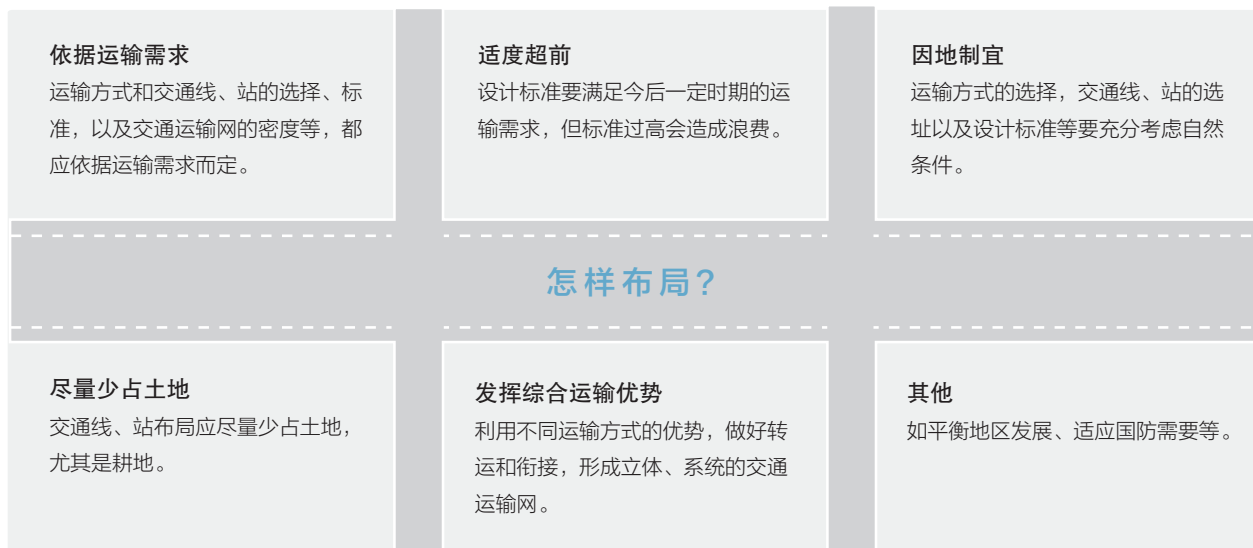 依据运输需求
运输方式和交通线、站的选择、标
准，以及交通运输网的密度等，都
应依据运输需求而定。
适度超前
设计标准要满足今后一定时期的运
输需求，但标准过高会造成浪费。
因地制宜
运输方式的选择，交通线、站的选
址以及设计标准等要充分考虑自然
条件。
怎样布局？
尽量少占土地
交通线、站布局应尽量少占土地，
尤其是耕地。
发挥综合运输优势
利用不同运输方式的优势，做好转
运和衔接，形成立体、系统的交通
运输网。
其他
如平衡地区发展、适应国防需要等。